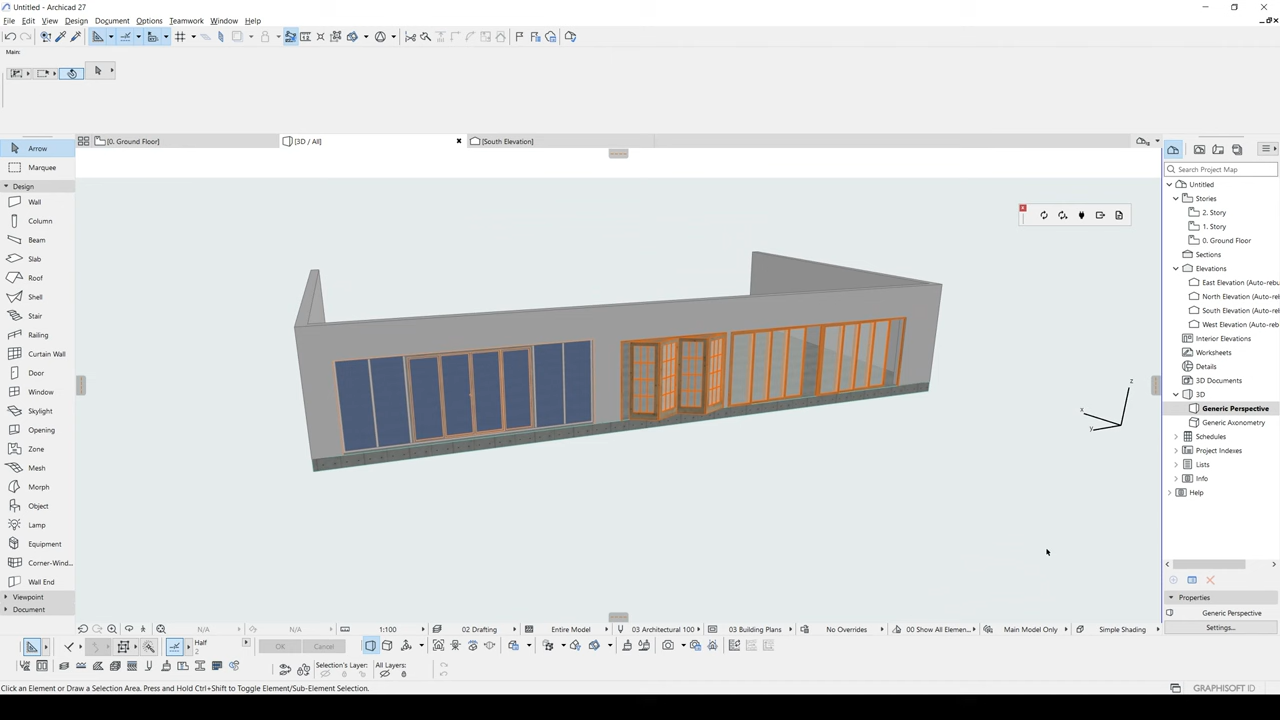 Untitled - Archicad 27
File Edit View Design Document Options Teamwork Window Help
Main:
[0. Ground Floor] [3D / All] [South Elevation]
Arrow
Marquee
Design
Wall
Column
Beam
Slab
Roof
Shell
Stair
Railing
Curtain Wall
Door
Window
Skylight
Opening
Zone
Mesh
Morph
Object
Lamp
Equipment
Corner-Wind...
Wall End
Viewpoint
Document
z
x
y
Search Project Map
Untitled
Stories
2. Story
1. Story
0. Ground Floor
Sections
Elevations
East Elevation (Auto-rel
North Elevation (Auto-rel
South Elevation (Auto-rel
West Elevation (Auto-rebu
Interior Elevations
Worksheets
Details
3D Documents
3D
Generic Perspective
Generic Axonometry
Schedules
Project Indexes
Lists
Info
Help
Properties
Generic Perspective
Settings...
N/A N/A 1:100 02 Drafting Entire Model 03 Architectural 100 03 Building Plans No Overrides 00 Show All Elemen... Main Model Only Simple Shading
Half
2
OK Cancel
Selection's Layer: All Layers:
Click an Element or Draw a Selection Area. Press and Hold Ctrl+Shift to Toggle Element/Sub-Element Selection.
GRAPHISOFT ID